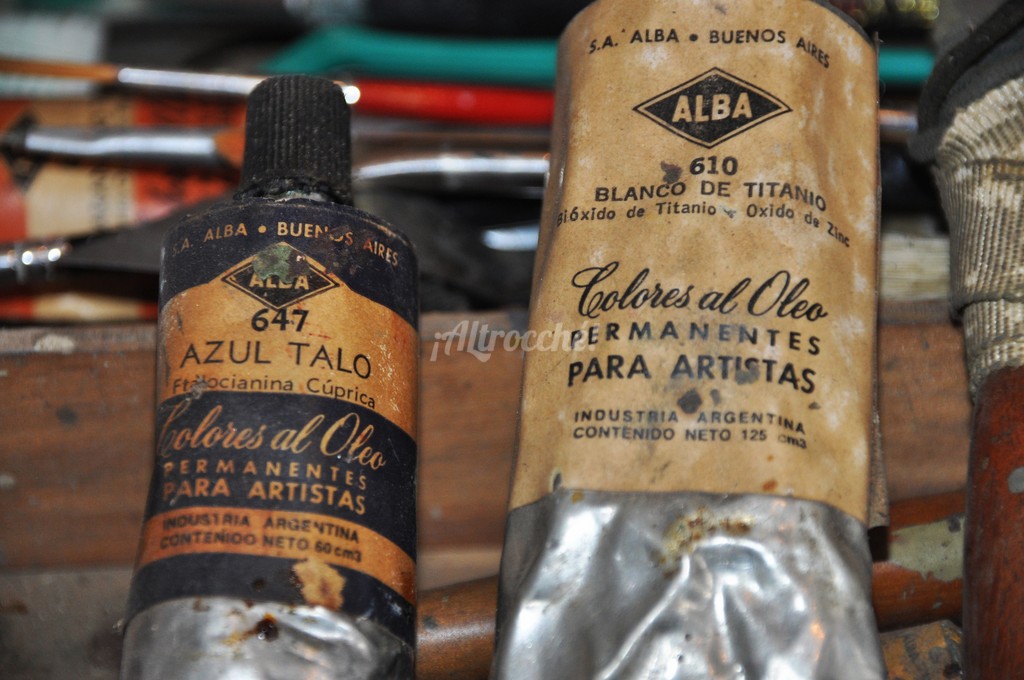 S.A. ALBA • BUENOS AIRES
ALBA
647
AZUL TALO
Ftalocianina Cúprica
Colores al Oleo
PERMANENTES
PARA ARTISTAS
INDUSTRIA ARGENTINA
CONTENIDO NETO 60 cm3
S.A. ALBA • BUENOS AIRES
ALBA
610
BLANCO DE TITANIO
Bióxido de Titanio - Oxido de Zinc
Colores al Oleo
PERMANENTES
PARA ARTISTAS
INDUSTRIA ARGENTINA
CONTENIDO NETO 125 cm3
¡Altrocché!